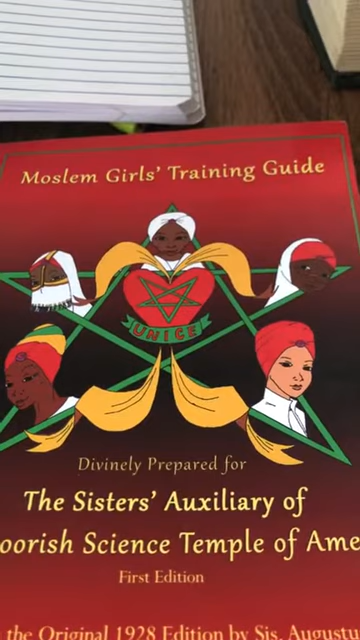 Moslem Girls' Training Guide
UNICE
Divinely Prepared for
The Sisters' Auxiliary of
oorish Science Temple of Ame
First Edition
the Original 1928 Edition by Sis. Augustu